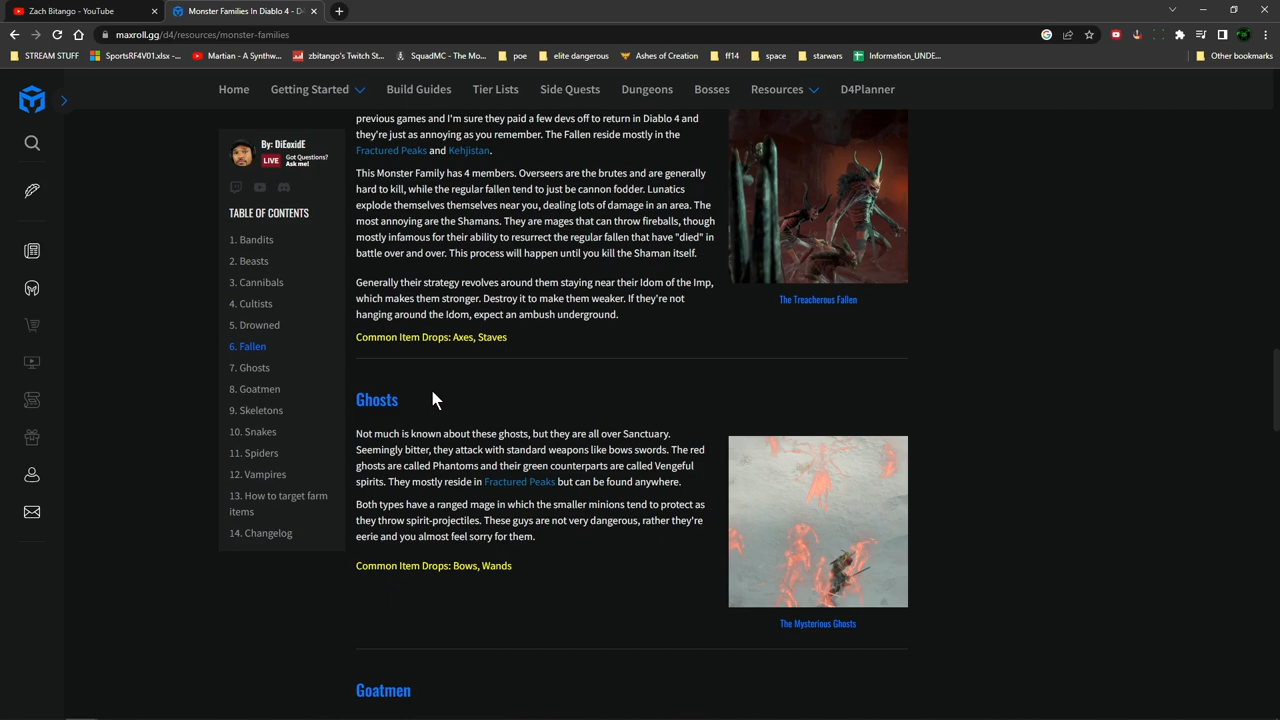 Zach Bitango - YouTube
Monster Families In Diablo 4 - D4
maxroll.gg/d4/resources/monster-families
STREAM STUFF
SportsRF4V01.xlsx -...
Martian - A Synthw...
zbitango's Twitch St...
SquadMC - The Mo...
poe
elite dangerous
Ashes of Creation
ff14
space
starwars
Information_UNDE...
Other bookmarks
Home
Getting Started
Build Guides
Tier Lists
Side Quests
Dungeons
Bosses
Resources
D4Planner
By: DiEoxidE
LIVE
Got Questions?
Ask me!
TABLE OF CONTENTS
1. Bandits
2. Beasts
3. Cannibals
4. Cultists
5. Drowned
6. Fallen
7. Ghosts
8. Goatmen
9. Skeletons
10. Snakes
11. Spiders
12. Vampires
13. How to target farm
items
14. Changelog
previous games and I'm sure they paid a few devs off to return in Diablo 4 and
they're just as annoying as you remember. The Fallen reside mostly in the
Fractured Peaks and Kehjistan.
This Monster Family has 4 members. Overseers are the brutes and are generally
hard to kill, while the regular fallen tend to just be cannon fodder. Lunatics
explode themselves themselves near you, dealing lots of damage in an area. The
most annoying are the Shamans. They are mages that can throw fireballs, though
mostly infamous for their ability to resurrect the regular fallen that have "died" in
battle over and over. This process will happen until you kill the Shaman itself.
Generally their strategy revolves around them staying near their Idom of the Imp,
which makes them stronger. Destroy it to make them weaker. If they're not
hanging around the Idom, expect an ambush underground.
Common Item Drops: Axes, Staves
The Treacherous Fallen
Ghosts
Not much is known about these ghosts, but they are all over Sanctuary.
Seemingly bitter, they attack with standard weapons like bows swords. The red
ghosts are called Phantoms and their green counterparts are called Vengeful
spirits. They mostly reside in Fractured Peaks but can be found anywhere.
Both types have a ranged mage in which the smaller minions tend to protect as
they throw spirit-projectiles. These guys are not very dangerous, rather they're
eerie and you almost feel sorry for them.
Common Item Drops: Bows, Wands
The Mysterious Ghosts
Goatmen